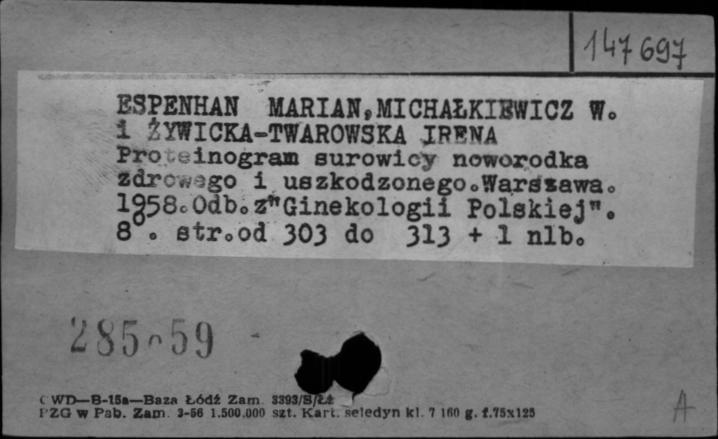 147697
ESPENHAN MARIAN,MICHAŁKIEWICZ W.
i ŻYWICKA-TWAROWSKA IRENA
Proteinogram surowicy noworodka
zdrowego i uszkodzonego.Warszawa.
1958.Odb.z"Ginekologii Polskiej".
8°. str.od 303 do 313 + 1 nlb.
285 59
CWD—B-15a—Baza Łódź Zam. 3393/S/Łż
PZG w Pab. Zam. 3-56 1.500.000 szt. Kart. seledyn kl. 7 160 g. f.75x125
A